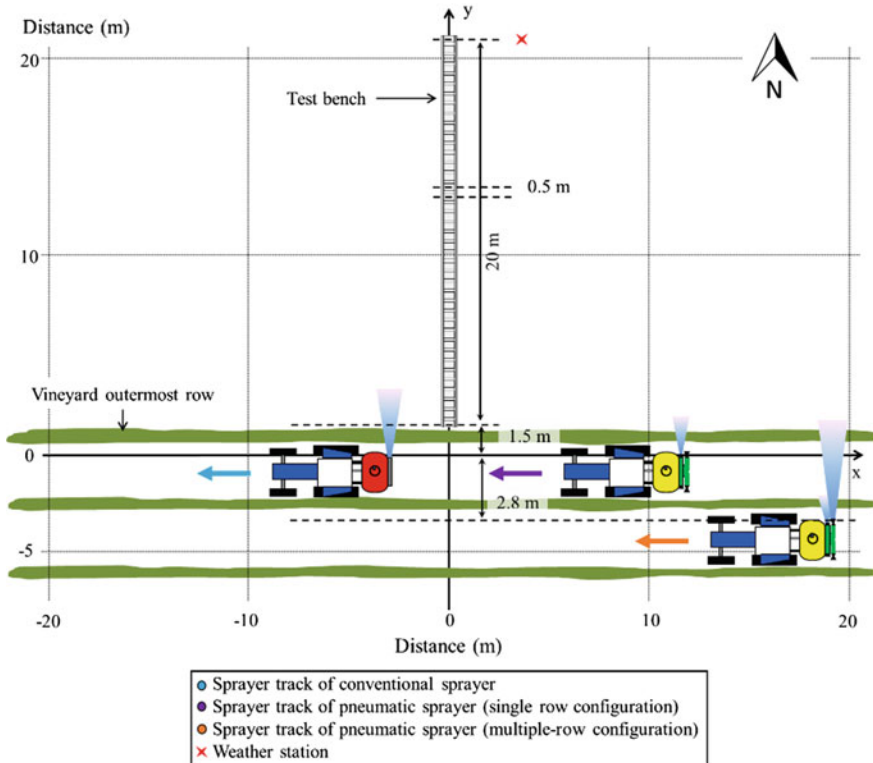 y
Distance (m)
20
Test bench
N
0.5 m
20 m
10
Vineyard outermost row
1.5 m
0
x
2.8 m
-5
-20
-10
0
10
20
Distance (m)
Sprayer track of conventional sprayer
Sprayer track of pneumatic sprayer (single row configuration)
Sprayer track of pneumatic sprayer (multiple-row configuration)
Weather station